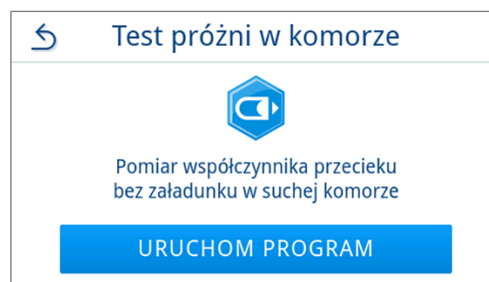 Test próżni w komorze
Pomiar współczynnika przecieku
bez załadunku w suchej komorze
URUCHOM PROGRAM